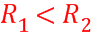 R₁ < R₂